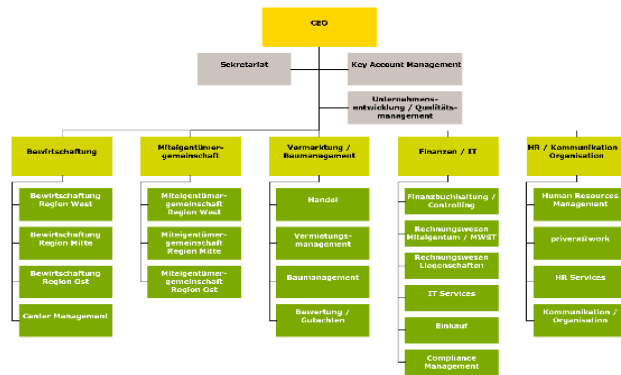 CEO
Sekretariat
Key Account Management
Unternehmens-
entwicklung / Qualitäts-
management
Bewirtschaftung
Miteigentümer-
gemeinschaft
Vermarktung /
Baumanagement
Finanzen / IT
HR / Kommunikation
Organisation
Bewirtschaftung
Region West
Bewirtschaftung
Region Mitte
Bewirtschaftung
Region Ost
Center Management
Miteigentümer-
gemeinschaft
Region West
Miteigentümer-
gemeinschaft
Region Mitte
Miteigentümer-
gemeinschaft
Region Ost
Handel
Vermietungs-
management
Baumanagement
Bewertung /
Gutachten
Finanzbuchhaltung /
Controlling
Rechnungswesen
Miteigentum / MWST
Rechnungswesen
Liegenschaften
IT Services
Einkauf
Compliance
Management
Human Resources
Management
privera@work
HR Services
Kommunikation /
Organisation